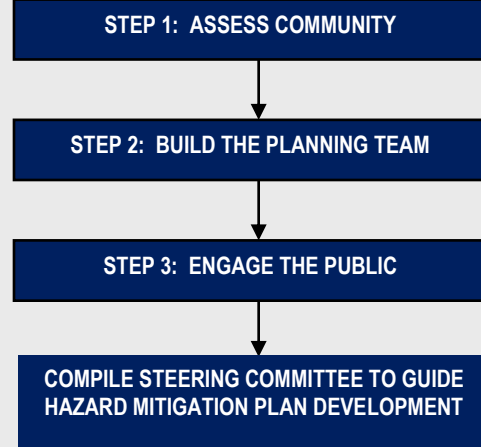 STEP 1: ASSESS COMMUNITY
STEP 2: BUILD THE PLANNING TEAM
STEP 3: ENGAGE THE PUBLIC
COMPILE STEERING COMMITTEE TO GUIDE
HAZARD MITIGATION PLAN DEVELOPMENT